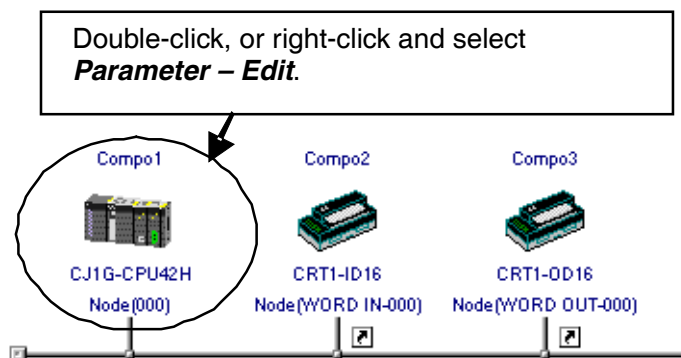 Double-click, or right-click and select
Parameter – Edit.
Compo1 Compo2 Compo3
CJ1G-CPU42H CRT1-ID16 CRT1-OD16
Node(000) Node(WORD IN-000) Node(WORD OUT-000)